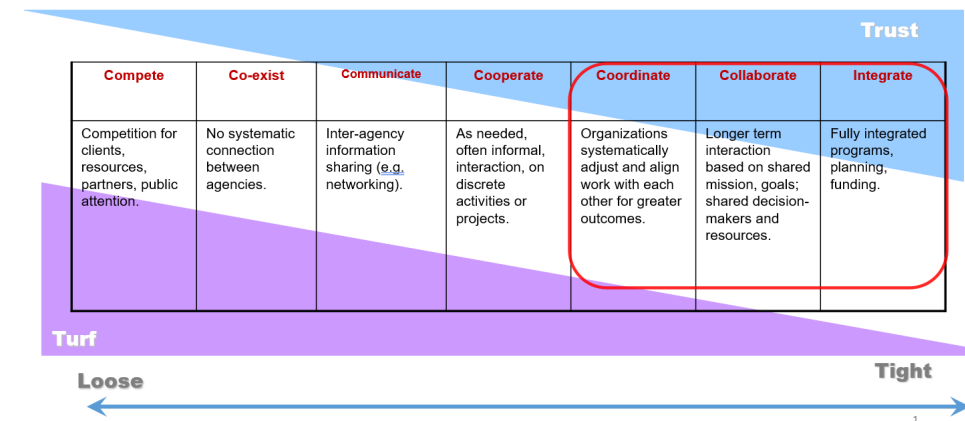 Trust
Compete
Co-exist
Communicate
Cooperate
Coordinate
Collaborate
Integrate
Competition for
clients,
resources,
partners, public
attention.
No systematic
connection
between
agencies.
Inter-agency
information
sharing (e.g.
networking).
As needed,
often informal,
interaction, on
discrete
activities or
projects.
Organizations
systematically
adjust and align
work with each
other for greater
outcomes.
Longer term
interaction
based on shared
mission, goals;
shared decision-
makers and
resources.
Fully integrated
programs,
planning,
funding.
Turf
Loose
Tight
1